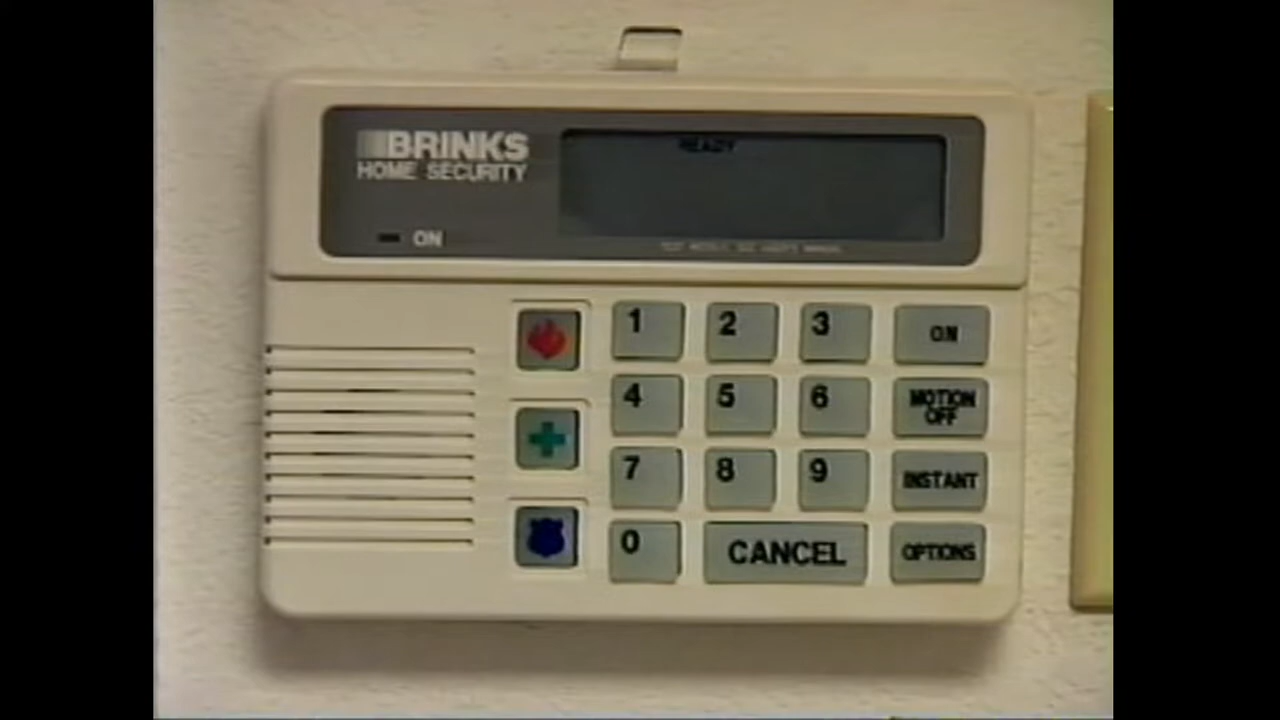 BRINKS
HOME SECURITY
READY
ON
1 2 3 ON
4 5 6 MOTION OFF
7 8 9 INSTANT
0 CANCEL OPTIONS